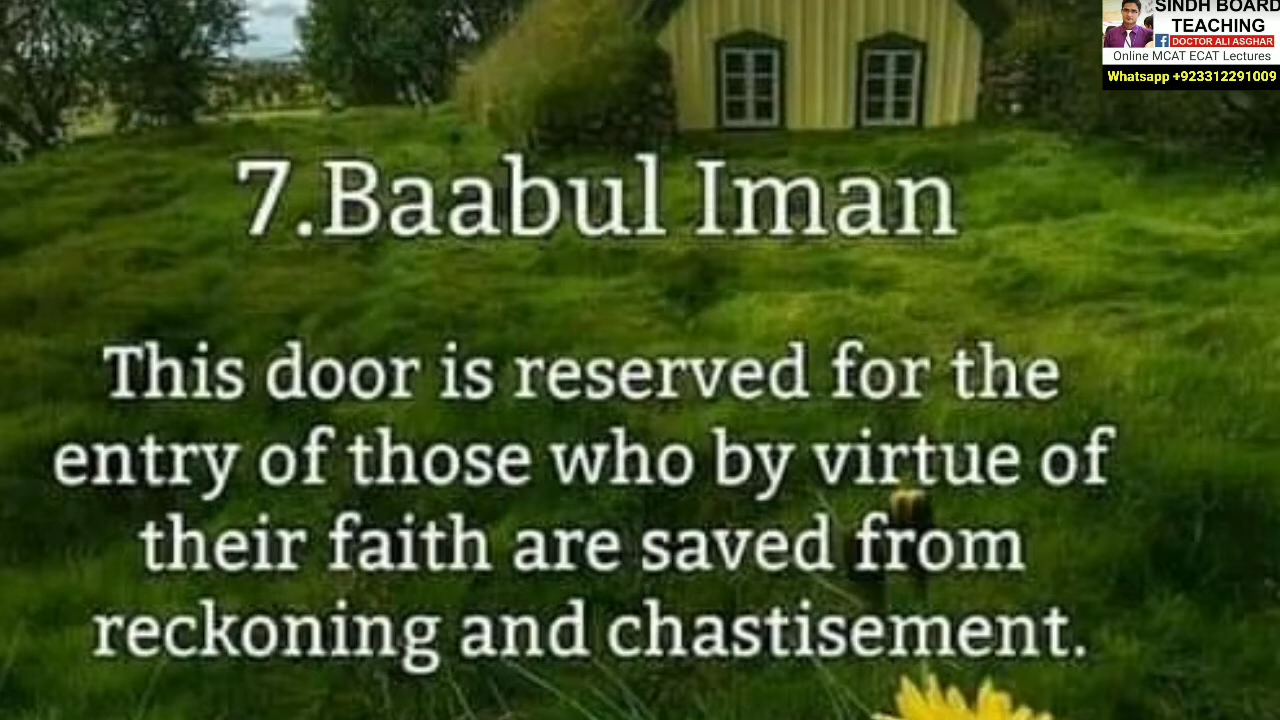 SINDH BOARD
TEACHING
f DOCTOR ALI ASGHAR
Online MCAT ECAT Lectures
Whatsapp +923312291009
7.Baabul Iman
This door is reserved for the
entry of those who by virtue of
their faith are saved from
reckoning and chastisement.